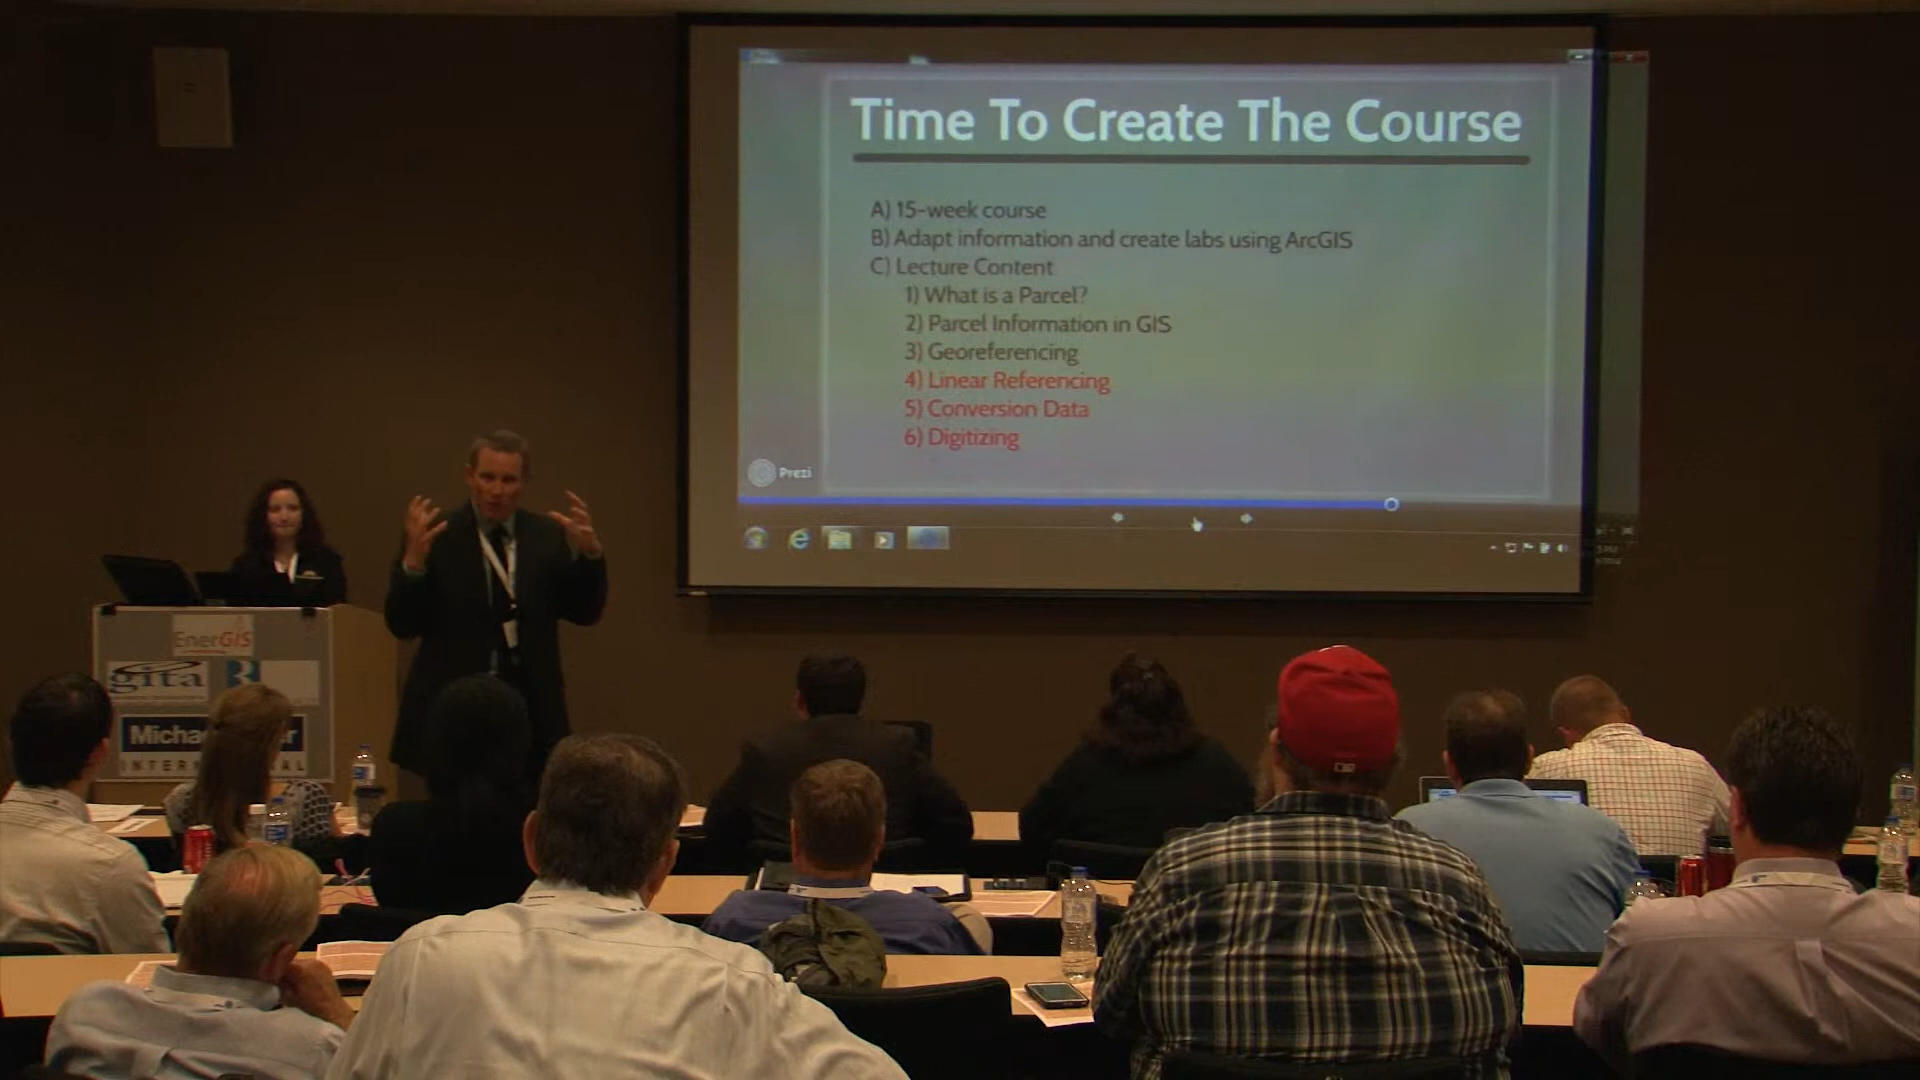 Time To Create The Course
A) 15-week course
B) Adapt information and create labs using ArcGIS
C) Lecture Content
1) What is a Parcel?
2) Parcel Information in GIS
3) Georeferencing
4) Linear Referencing
5) Conversion Data
6) Digitizing
Prezi
EnerGIS
gita